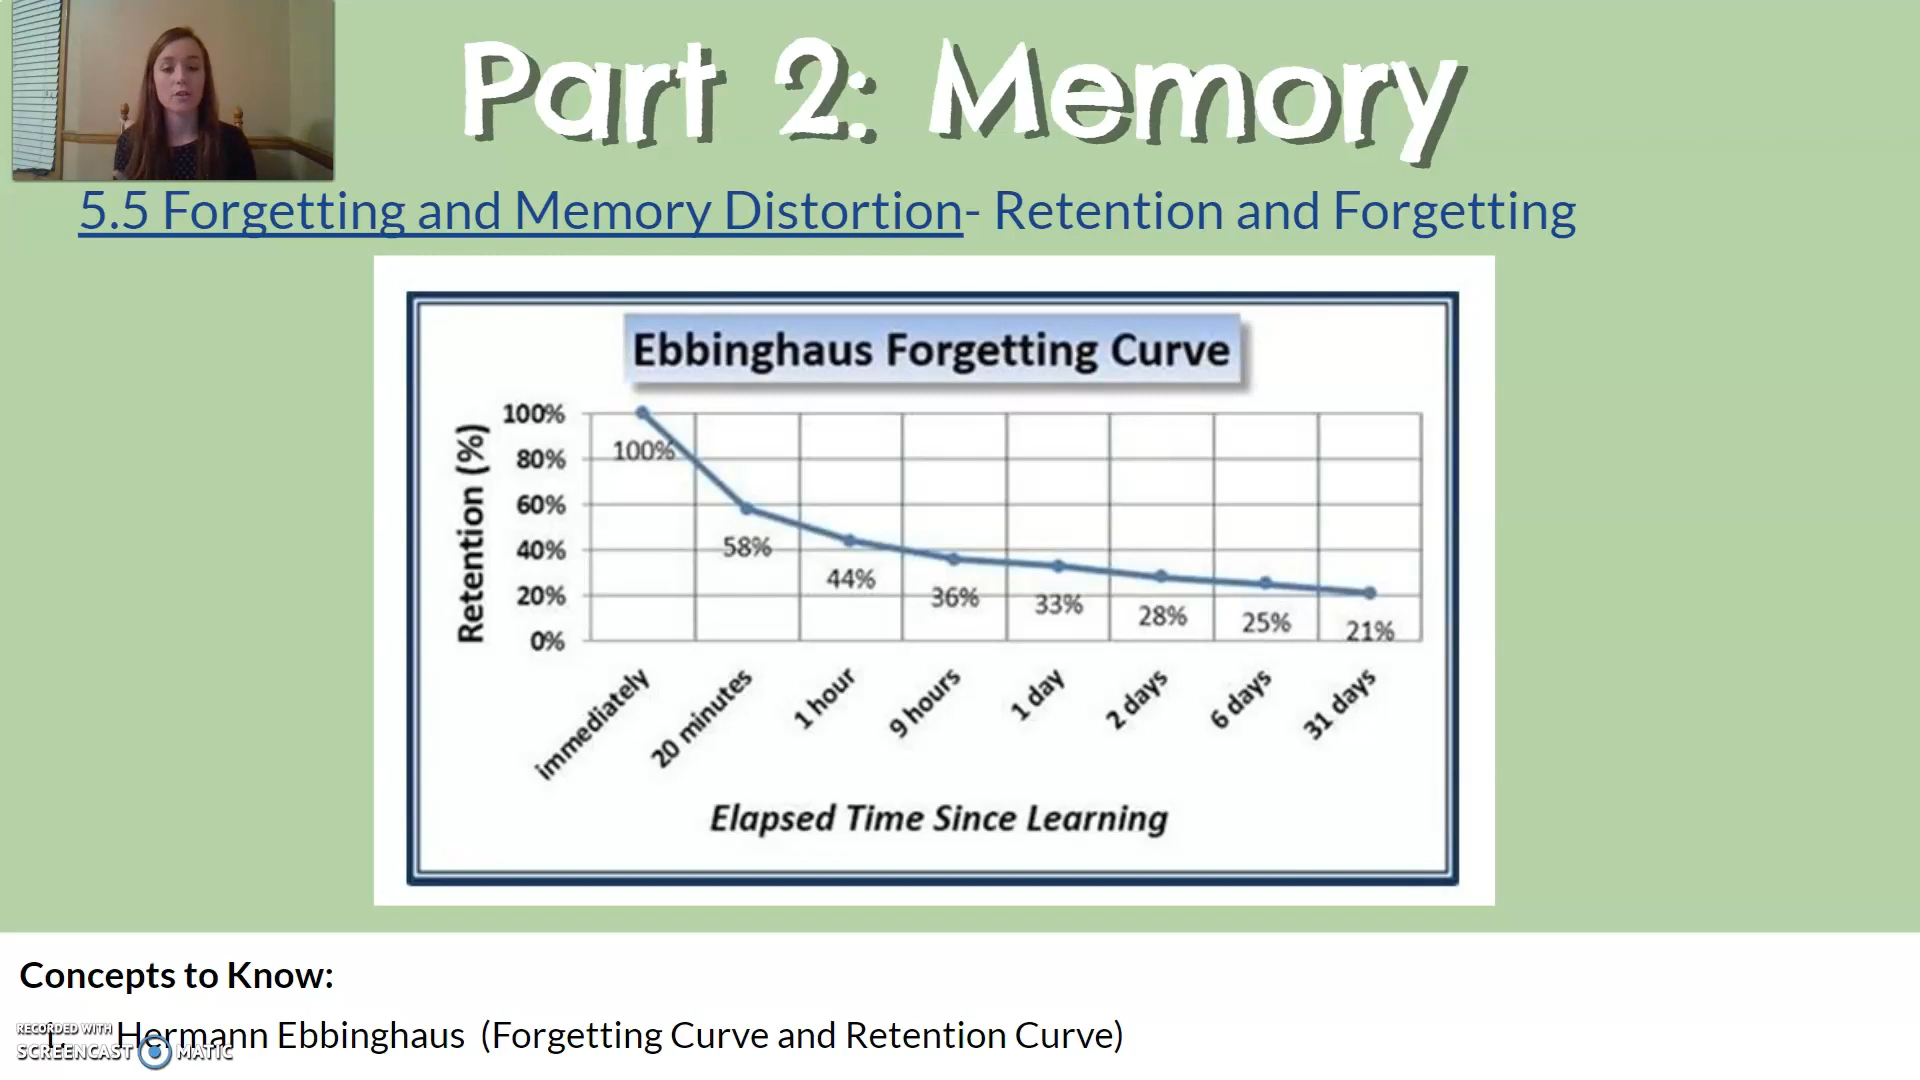 Part 2: Memory
5.5 Forgetting and Memory Distortion- Retention and Forgetting
Ebbinghaus Forgetting Curve
Retention (%)
100%
80%
60%
40%
20%
0%
100%
58%
44%
36%
33%
28%
25%
21%
immediately
20 minutes
1 hour
9 hours
1 day
2 days
6 days
31 days
Elapsed Time Since Learning
Concepts to Know:
1. Hermann Ebbinghaus (Forgetting Curve and Retention Curve)
RECORDED WITH
SCREENCAST MATIC